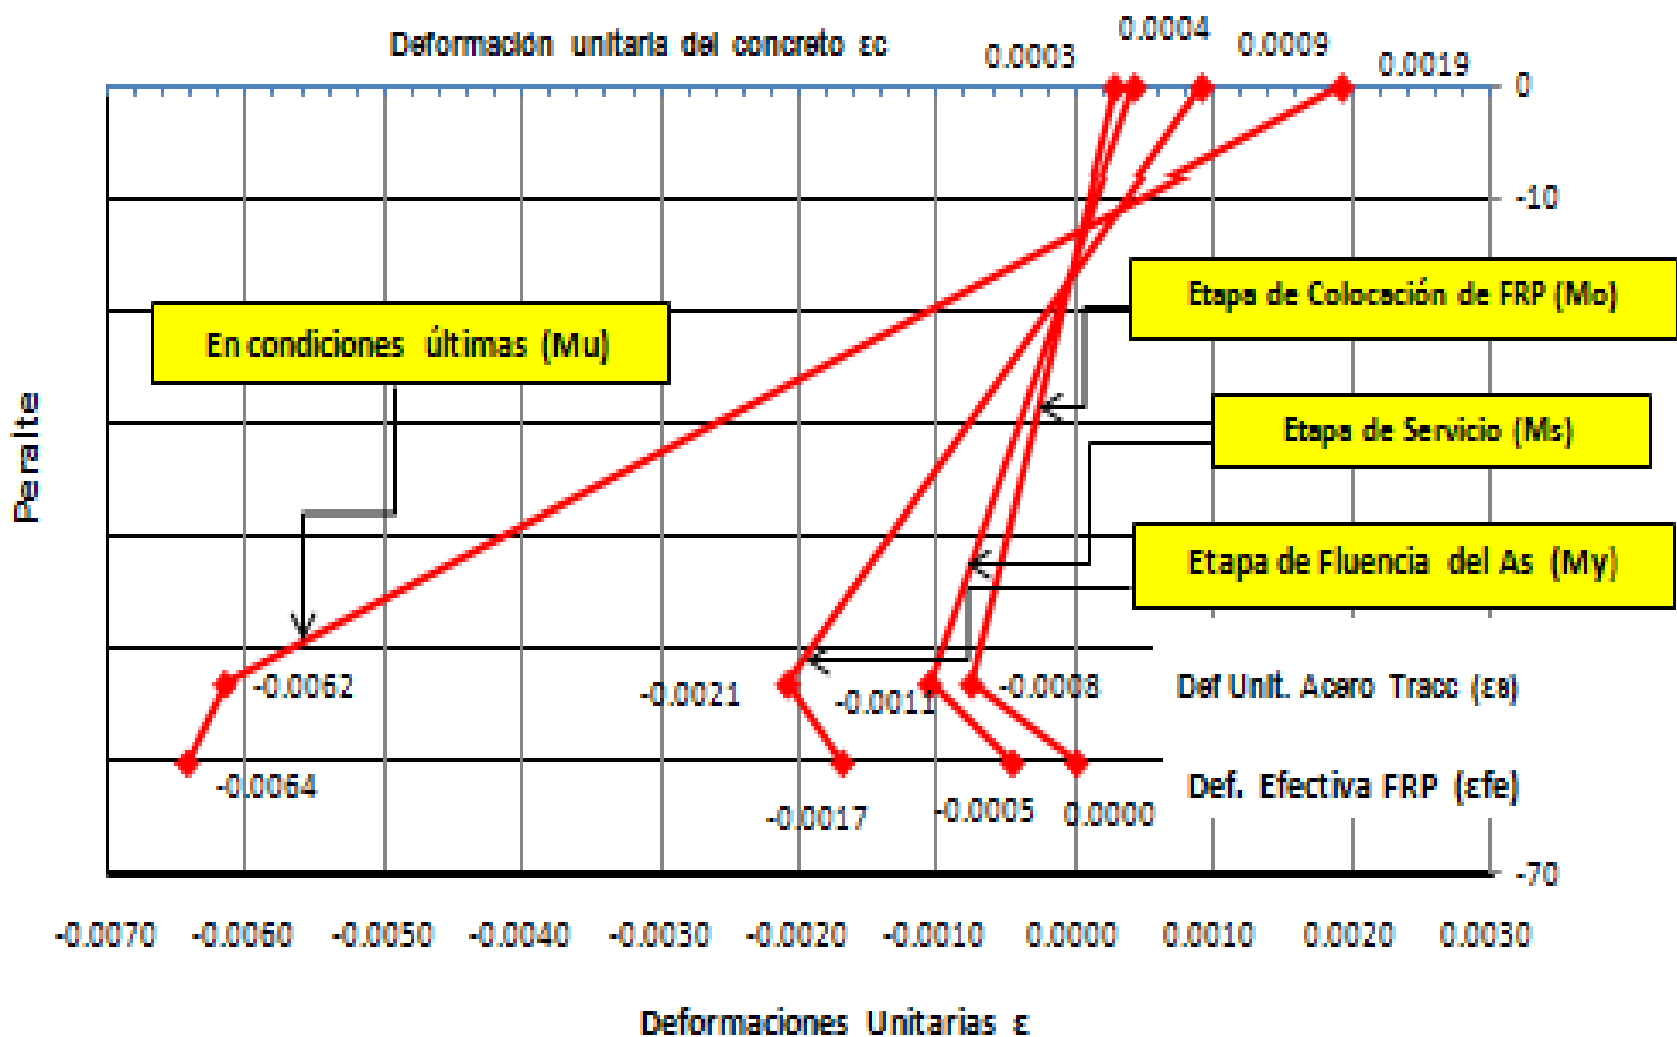 Deformación unitaria del concreto εc
0.0003
0.0004
0.0009
0.0019
0
-10
Etapa de Colocación de FRP (Mo)
En condiciones últimas (Mu)
Etapa de Servicio (Ms)
Peralte
Etapa de Fluencia del As (My)
-0.0062
-0.0021
-0.0011
-0.0008
Def Unit. Acero Tracc (εs)
-0.0064
-0.0017
-0.0005
0.0000
Def. Efectiva FRP (εfe)
-70
-0.0070 -0.0060 -0.0050 -0.0040 -0.0030 -0.0020 -0.0010 0.0000 0.0010 0.0020 0.0030
Deformaciones Unitarias ε